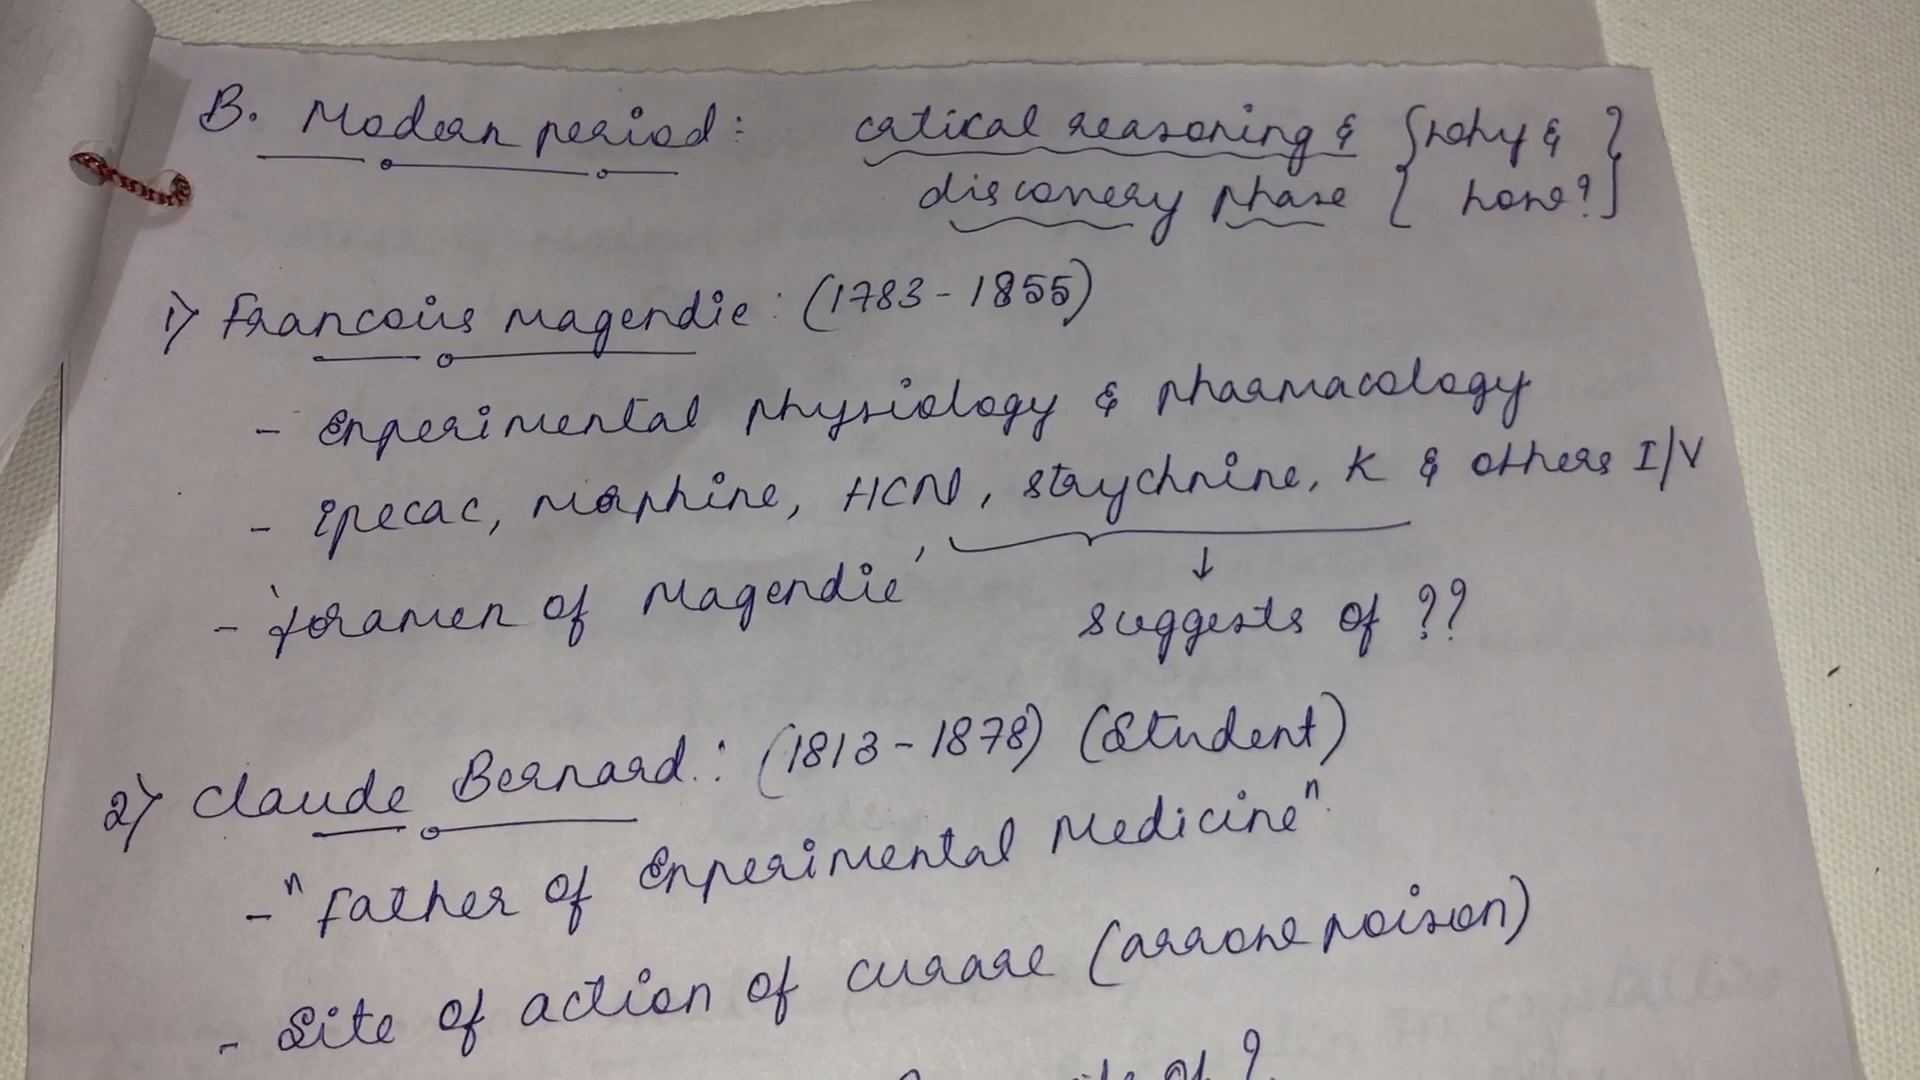 B. Modern period: critical reasoning & {why &}
discovery phase { how? }
1) Francois Magendie: (1783-1855)
- Experimental physiology & pharmacology
- Ipecac, Morphine, HCN, strychnine, K & others I/V
- 'foramen of Magendie' ↓
suggests of ??
2) Claude Bernard: (1813-1878) (Student)
- "Father of Experimental Medicine"
- Site of action of curare (arrow poison)
of ?